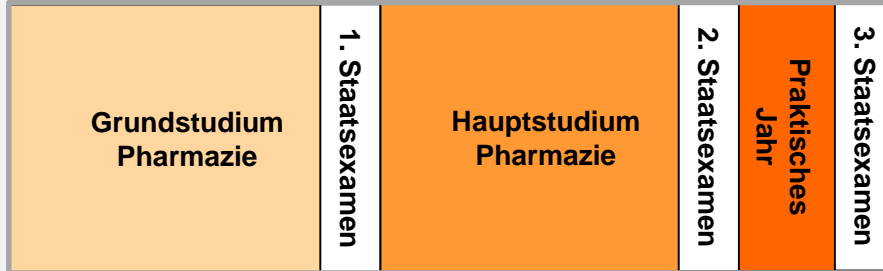 Grundstudium
Pharmazie
1. Staatsexamen
Hauptstudium
Pharmazie
2. Staatsexamen
Praktisches
Jahr
3. Staatsexamen